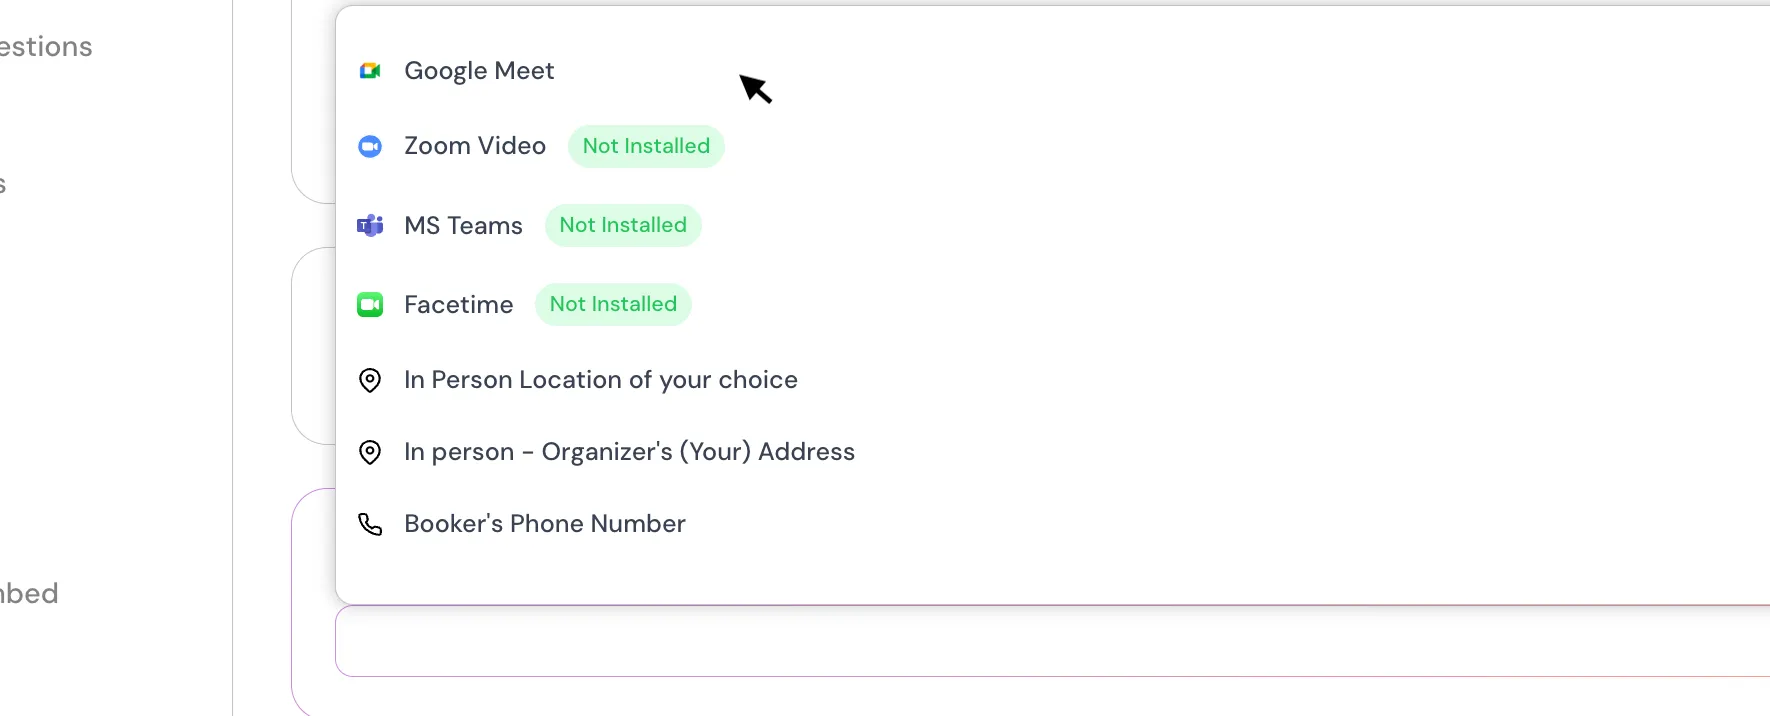 estions
s
mbed
Google Meet
Zoom Video Not Installed
MS Teams Not Installed
Facetime Not Installed
In Person Location of your choice
In person - Organizer's (Your) Address
Booker's Phone Number